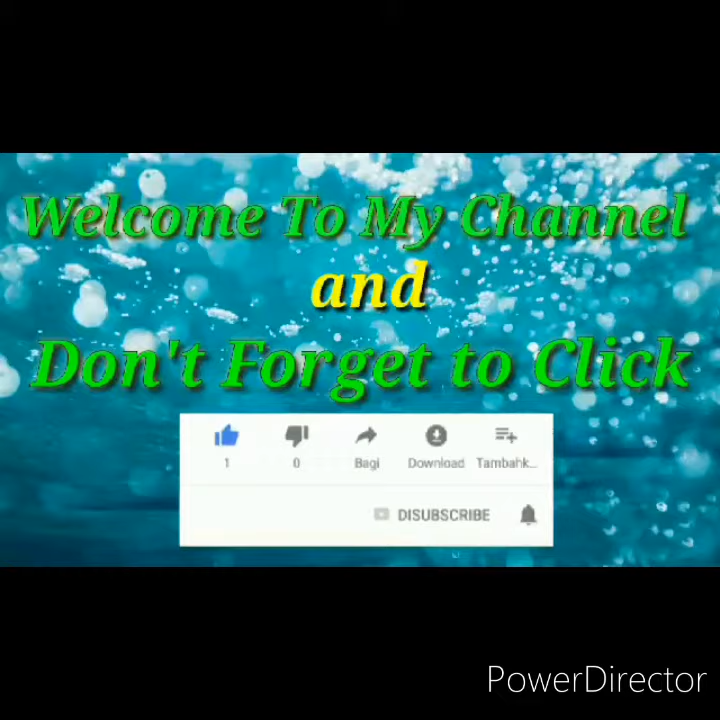 Welcome To My Channel
and
Don't Forget to Click
1 0 Bagi Download Tambahk...
DISUBSCRIBE
PowerDirector